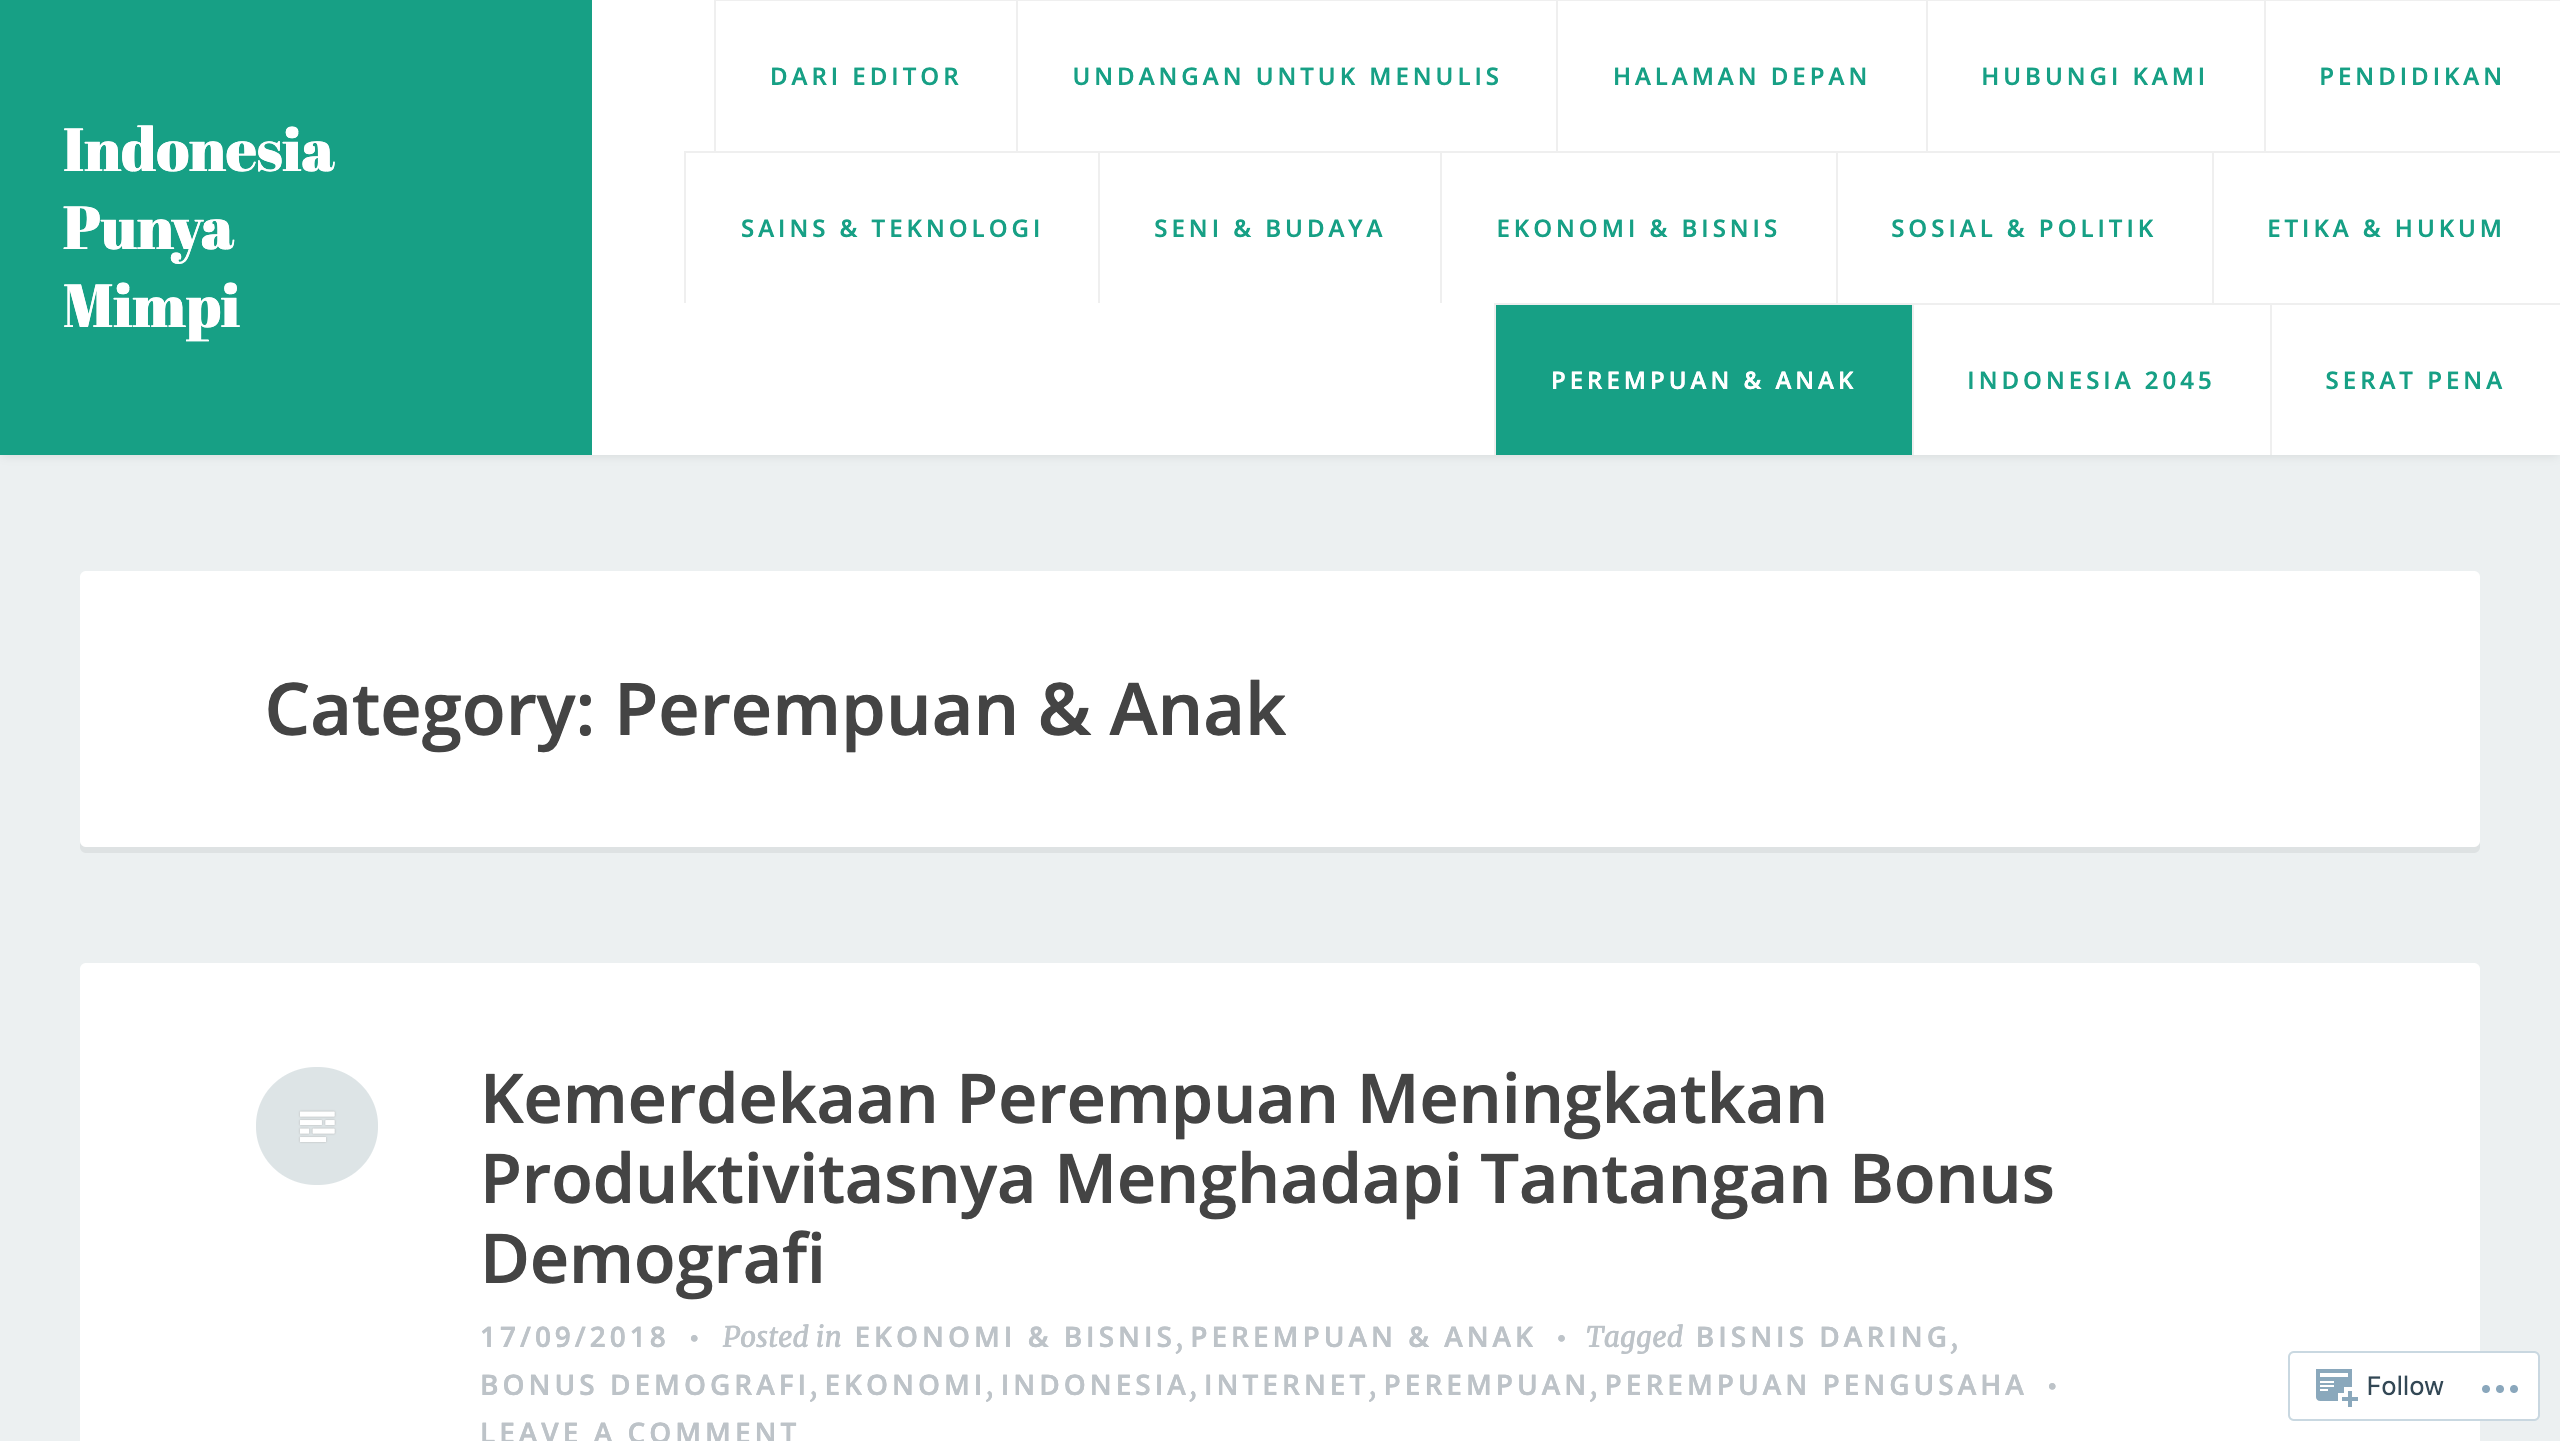 Indonesia
Punya
Mimpi
DARI EDITOR
UNDANGAN UNTUK MENULIS
HALAMAN DEPAN
HUBUNGI KAMI
PENDIDIKAN
SAINS & TEKNOLOGI
SENI & BUDAYA
EKONOMI & BISNIS
SOSIAL & POLITIK
ETIKA & HUKUM
PEREMPUAN & ANAK
INDONESIA 2045
SERAT PENA
Category: Perempuan & Anak
Kemerdekaan Perempuan Meningkatkan
Produktivitasnya Menghadapi Tantangan Bonus
Demografi
17/09/2018 • Posted in EKONOMI & BISNIS, PEREMPUAN & ANAK • Tagged BISNIS DARING,
BONUS DEMOGRAFI, EKONOMI, INDONESIA, INTERNET, PEREMPUAN, PEREMPUAN PENGUSAHA •
LEAVE A COMMENT
Follow